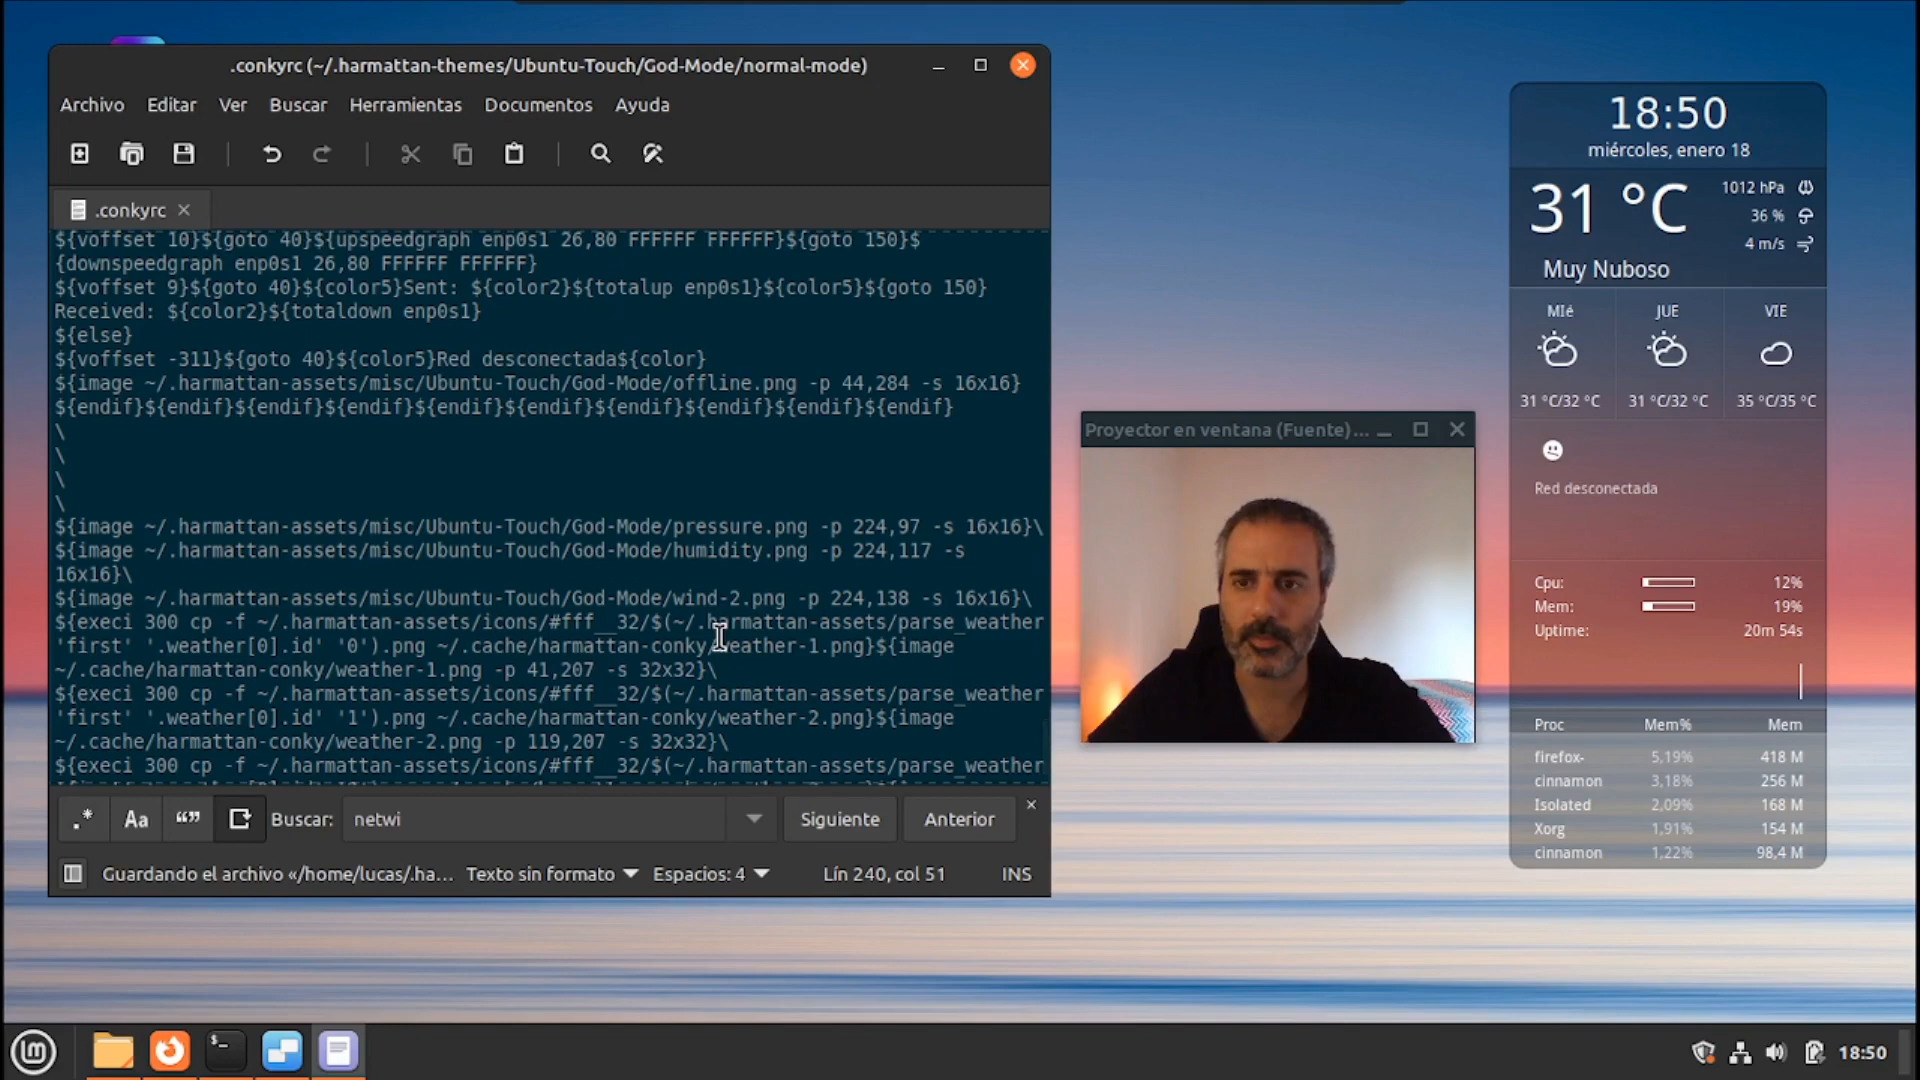 .conkyrc (~/.harmattan-themes/Ubuntu-Touch/God-Mode/normal-mode)
Archivo Editar Ver Buscar Herramientas Documentos Ayuda
.conkyrc
${voffset 10}${goto 40}${upspeedgraph enp0s1 26,80 FFFFFF FFFFFF}${goto 150}$
{downspeedgraph enp0s1 26,80 FFFFFF FFFFFF}
${voffset 9}${goto 40}${color5}Sent: ${color2}${totalup enp0s1}${color5}${goto 150}
Received: ${color2}${totaldown enp0s1}
${else}
${voffset -311}${goto 40}${color5}Red desconectada${color}
${image ~/.harmattan-assets/misc/Ubuntu-Touch/God-Mode/offline.png -p 44,284 -s 16x16}
${endif}${endif}${endif}${endif}${endif}${endif}${endif}${endif}${endif}${endif}
\
\
\
\
${image ~/.harmattan-assets/misc/Ubuntu-Touch/God-Mode/pressure.png -p 224,97 -s 16x16}\
${image ~/.harmattan-assets/misc/Ubuntu-Touch/God-Mode/humidity.png -p 224,117 -s
16x16}\
${image ~/.harmattan-assets/misc/Ubuntu-Touch/God-Mode/wind-2.png -p 224,138 -s 16x16}\
${execi 300 cp -f ~/.harmattan-assets/icons/#fff__32/$(~/.harmattan-assets/parse_weather
'first' '.weather[0].id' '0').png ~/.cache/harmattan-conky/weather-1.png}${image
~/.cache/harmattan-conky/weather-1.png -p 41,207 -s 32x32}\
${execi 300 cp -f ~/.harmattan-assets/icons/#fff__32/$(~/.harmattan-assets/parse_weather
'first' '.weather[0].id' '1').png ~/.cache/harmattan-conky/weather-2.png}${image
~/.cache/harmattan-conky/weather-2.png -p 119,207 -s 32x32}\
${execi 300 cp -f ~/.harmattan-assets/icons/#fff__32/$(~/.harmattan-assets/parse_weather
.* Aa “” Buscar: netwi Siguiente Anterior
Guardando el archivo «/home/lucas/.ha... Texto sin formato Espacios: 4 Lín 240, col 51 INS
Proyector en ventana (Fuente)...
18:50
miércoles, enero 18
31 °C
1012 hPa
36 %
4 m/s
Muy Nuboso
MIé JUE VIE
31 °C/32 °C 31 °C/32 °C 35 °C/35 °C
Red desconectada
Cpu: 12%
Mem: 19%
Uptime: 20m 54s
Proc Mem% Mem
firefox- 5,19% 418 M
cinnamon 3,18% 256 M
Isolated 2,09% 168 M
Xorg 1,91% 154 M
cinnamon 1,22% 98,4 M
18:50